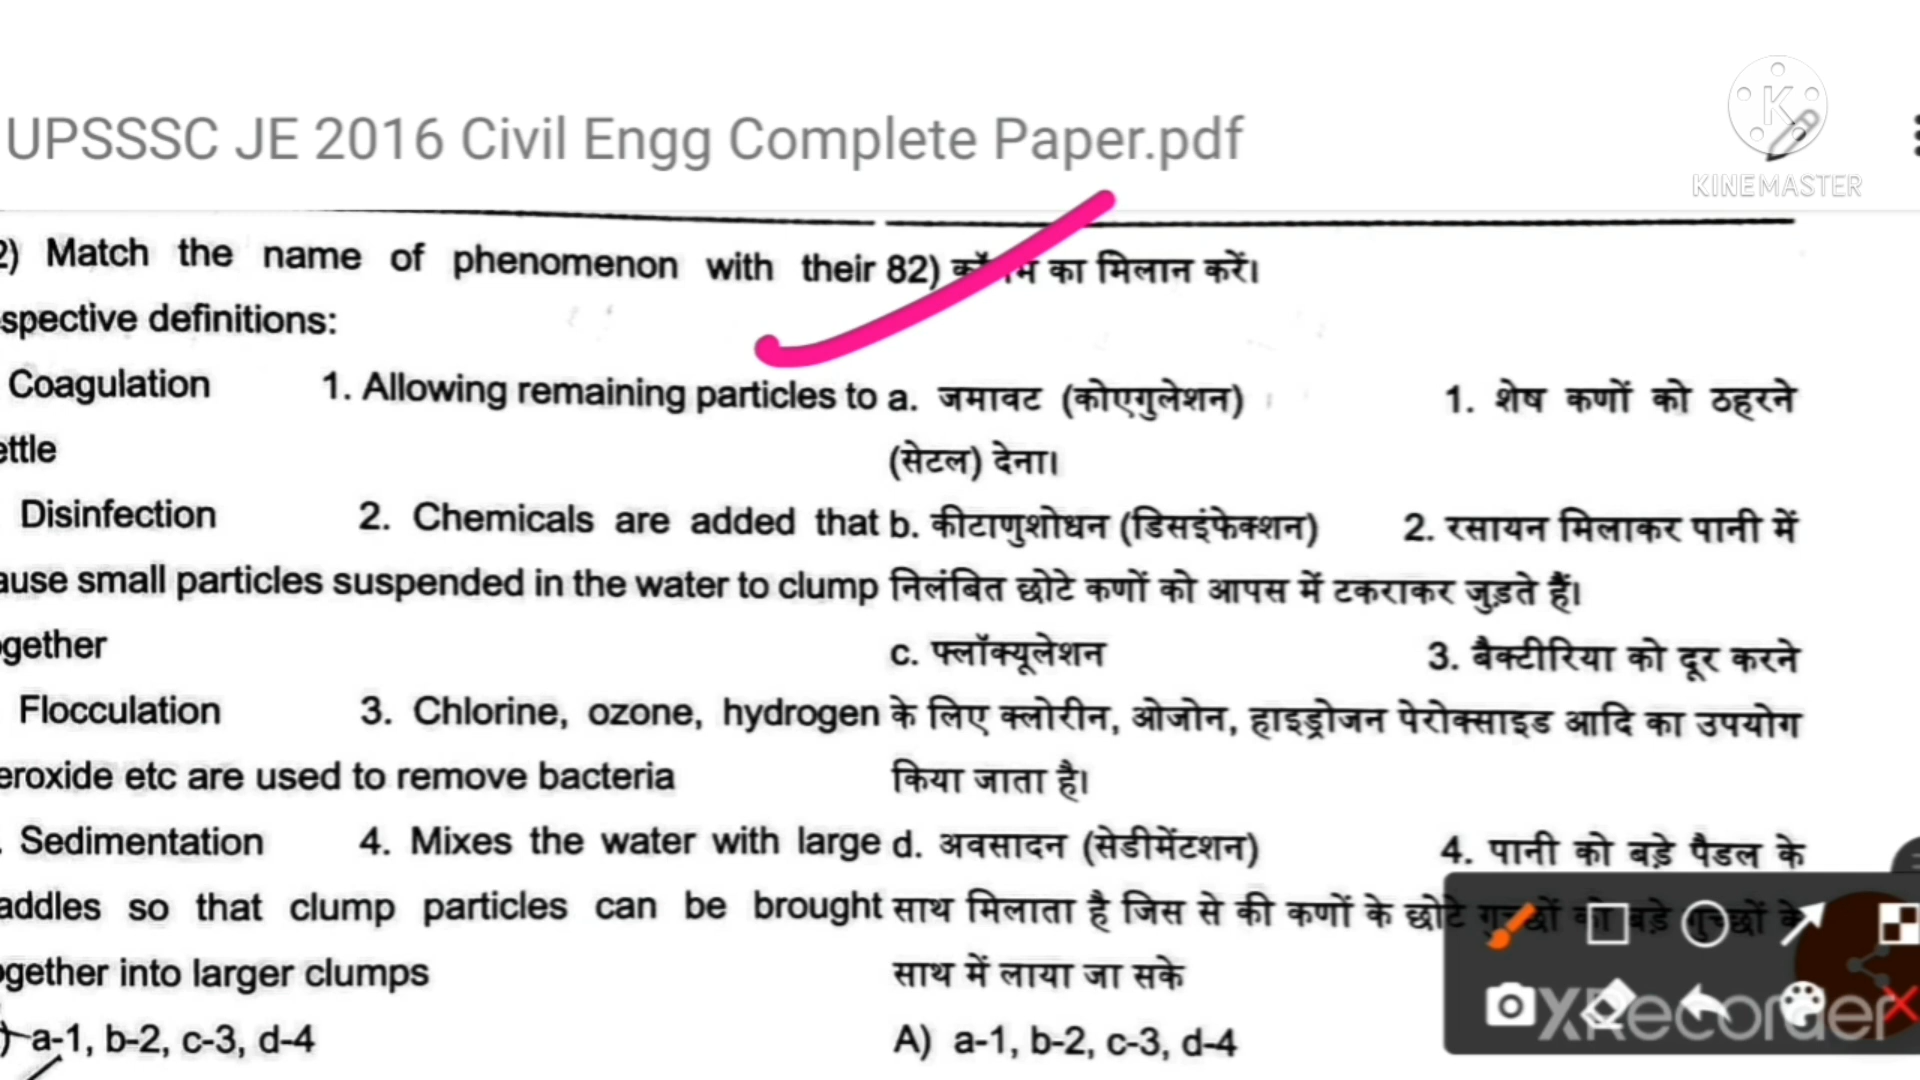 UPSSSC JE 2016 Civil Engg Complete Paper.pdf
KINEMASTER
2) Match the name of phenomenon with their
spective definitions:
Coagulation 1. Allowing remaining particles to
ettle
Disinfection 2. Chemicals are added that
ause small particles suspended in the water to clump
gether
Flocculation 3. Chlorine, ozone, hydrogen
eroxide etc are used to remove bacteria
Sedimentation 4. Mixes the water with large
addles so that clump particles can be brought
gether into larger clumps
) a-1, b-2, c-3, d-4
82) का मिलान करें।
a. जमावट (कोएगुलेशन) 1. शेष कणों को ठहरने
(सेटल) देना।
b. कीटाणुशोधन (डिसइंफेक्शन) 2. रसायन मिलाकर पानी में
निलंबित छोटे कणों को आपस में टकराकर जुड़ते हैं।
c. फ्लॉक्यूलेशन 3. बैक्टीरिया को दूर करने
के लिए क्लोरीन, ओजोन, हाइड्रोजन पेरोक्साइड आदि का उपयोग
किया जाता है।
d. अवसादन (सेडीमेंटशन) 4. पानी को बड़े पैडल के
साथ मिलाता है जिस से की कणों के छोटे गुच्छों को बड़े गुच्छों के
साथ में लाया जा सके
A) a-1, b-2, c-3, d-4
XRecorder